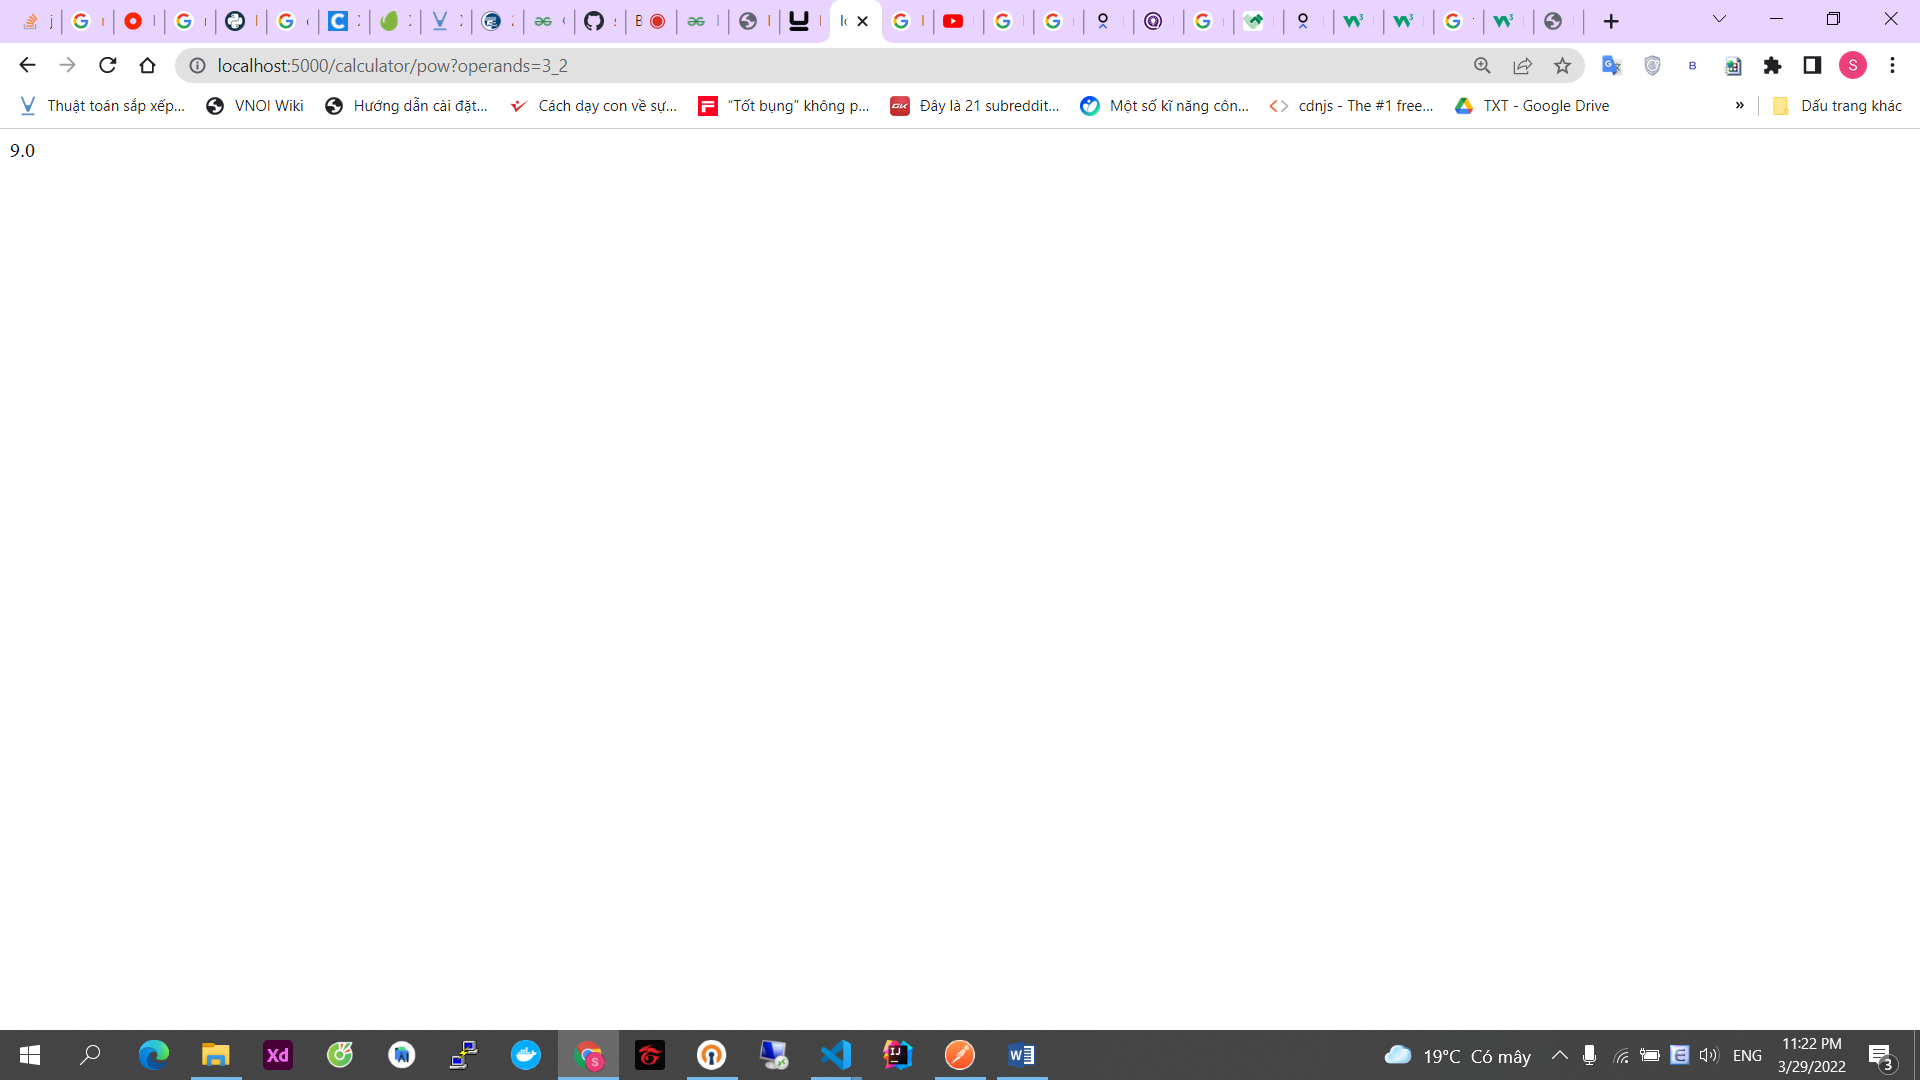 localhost:5000/calculator/pow?operands=3_2
S
Thuật toán sắp xếp...
VNOI Wiki
Hướng dẫn cài đặt...
Cách dạy con về sự...
“Tốt bụng” không p...
Đây là 21 subreddit...
Một số kĩ năng côn...
cdnjs - The #1 free...
TXT - Google Drive
»
Dấu trang khác
9.0
Xd
19°C Có mây
ENG
11:22 PM
3/29/2022
3